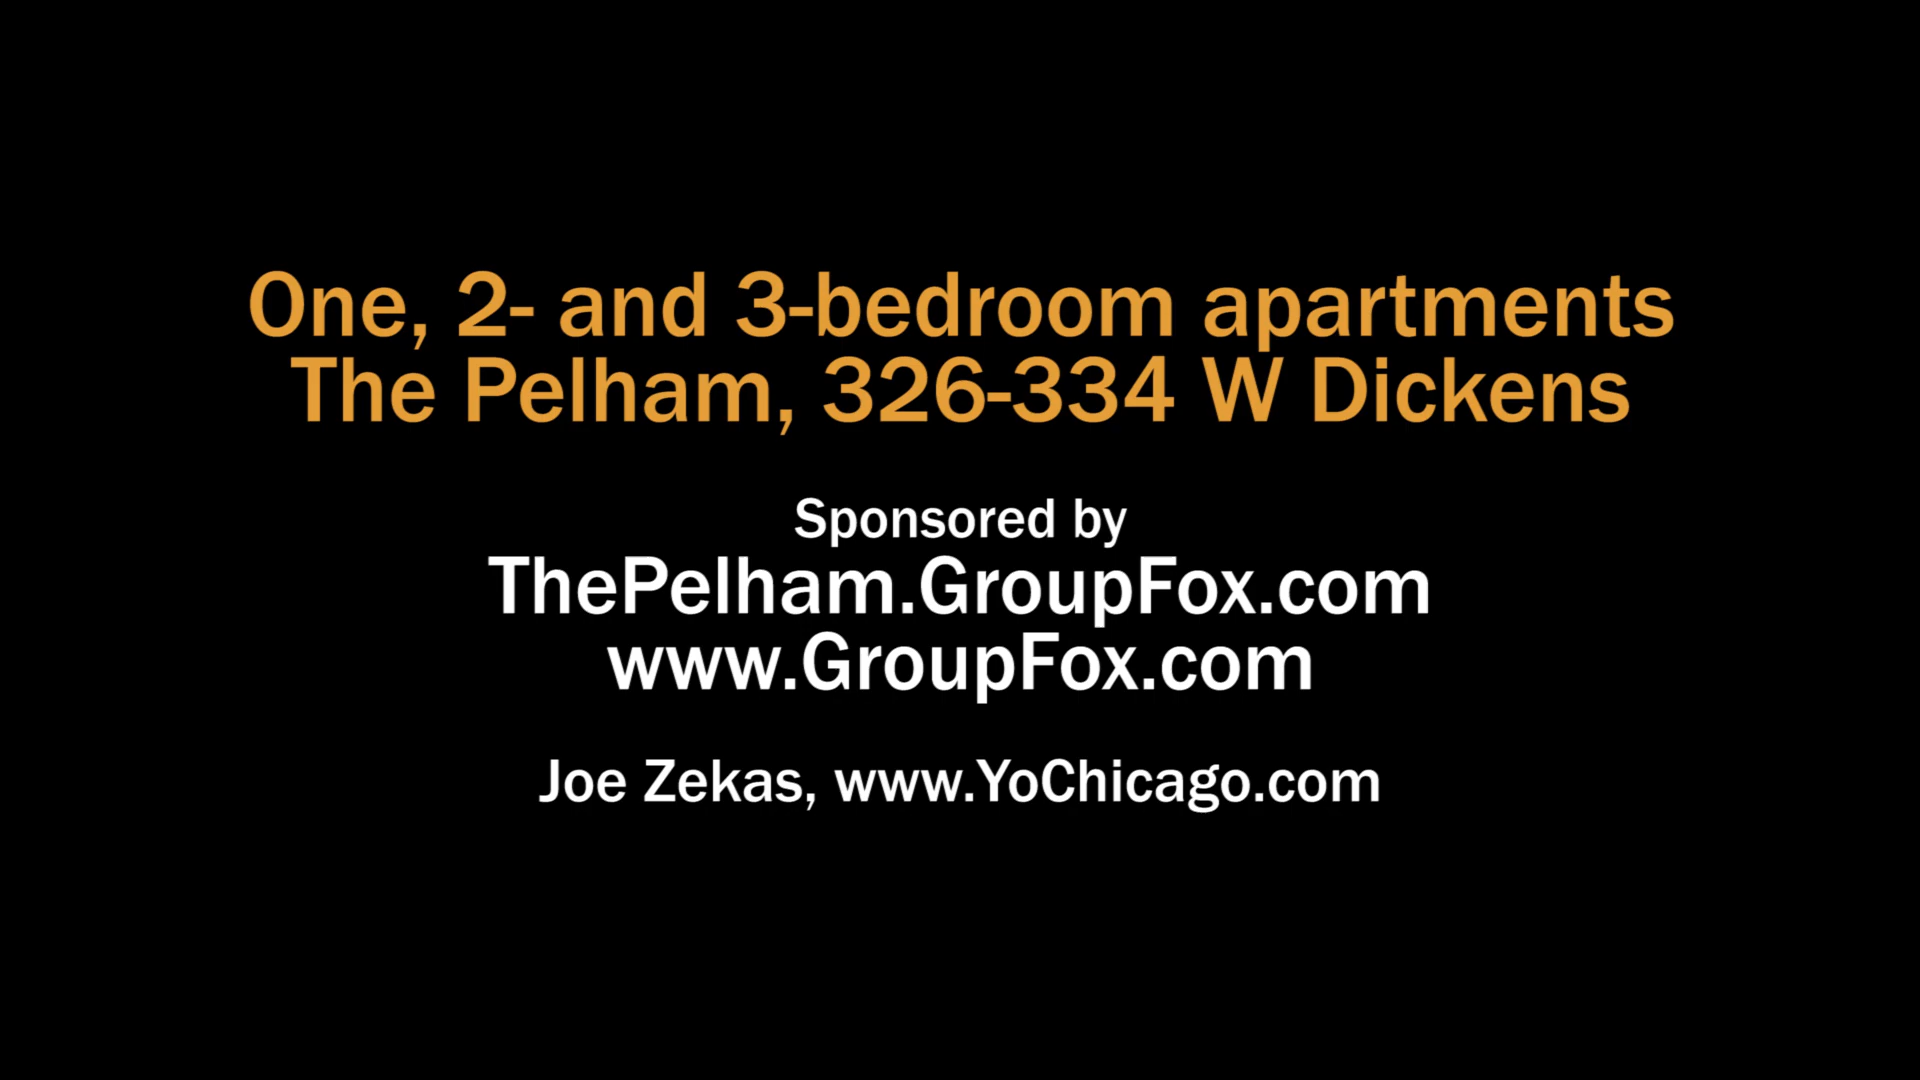 One, 2- and 3-bedroom apartments
The Pelham, 326-334 W Dickens
Sponsored by
ThePelham.GroupFox.com
www.GroupFox.com
Joe Zekas, www.YoChicago.com